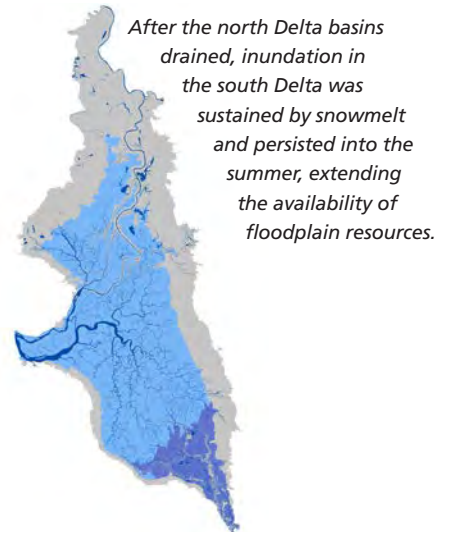 After the north Delta basins
drained, inundation in
the south Delta was
sustained by snowmelt
and persisted into the
summer, extending
the availability of
floodplain resources.